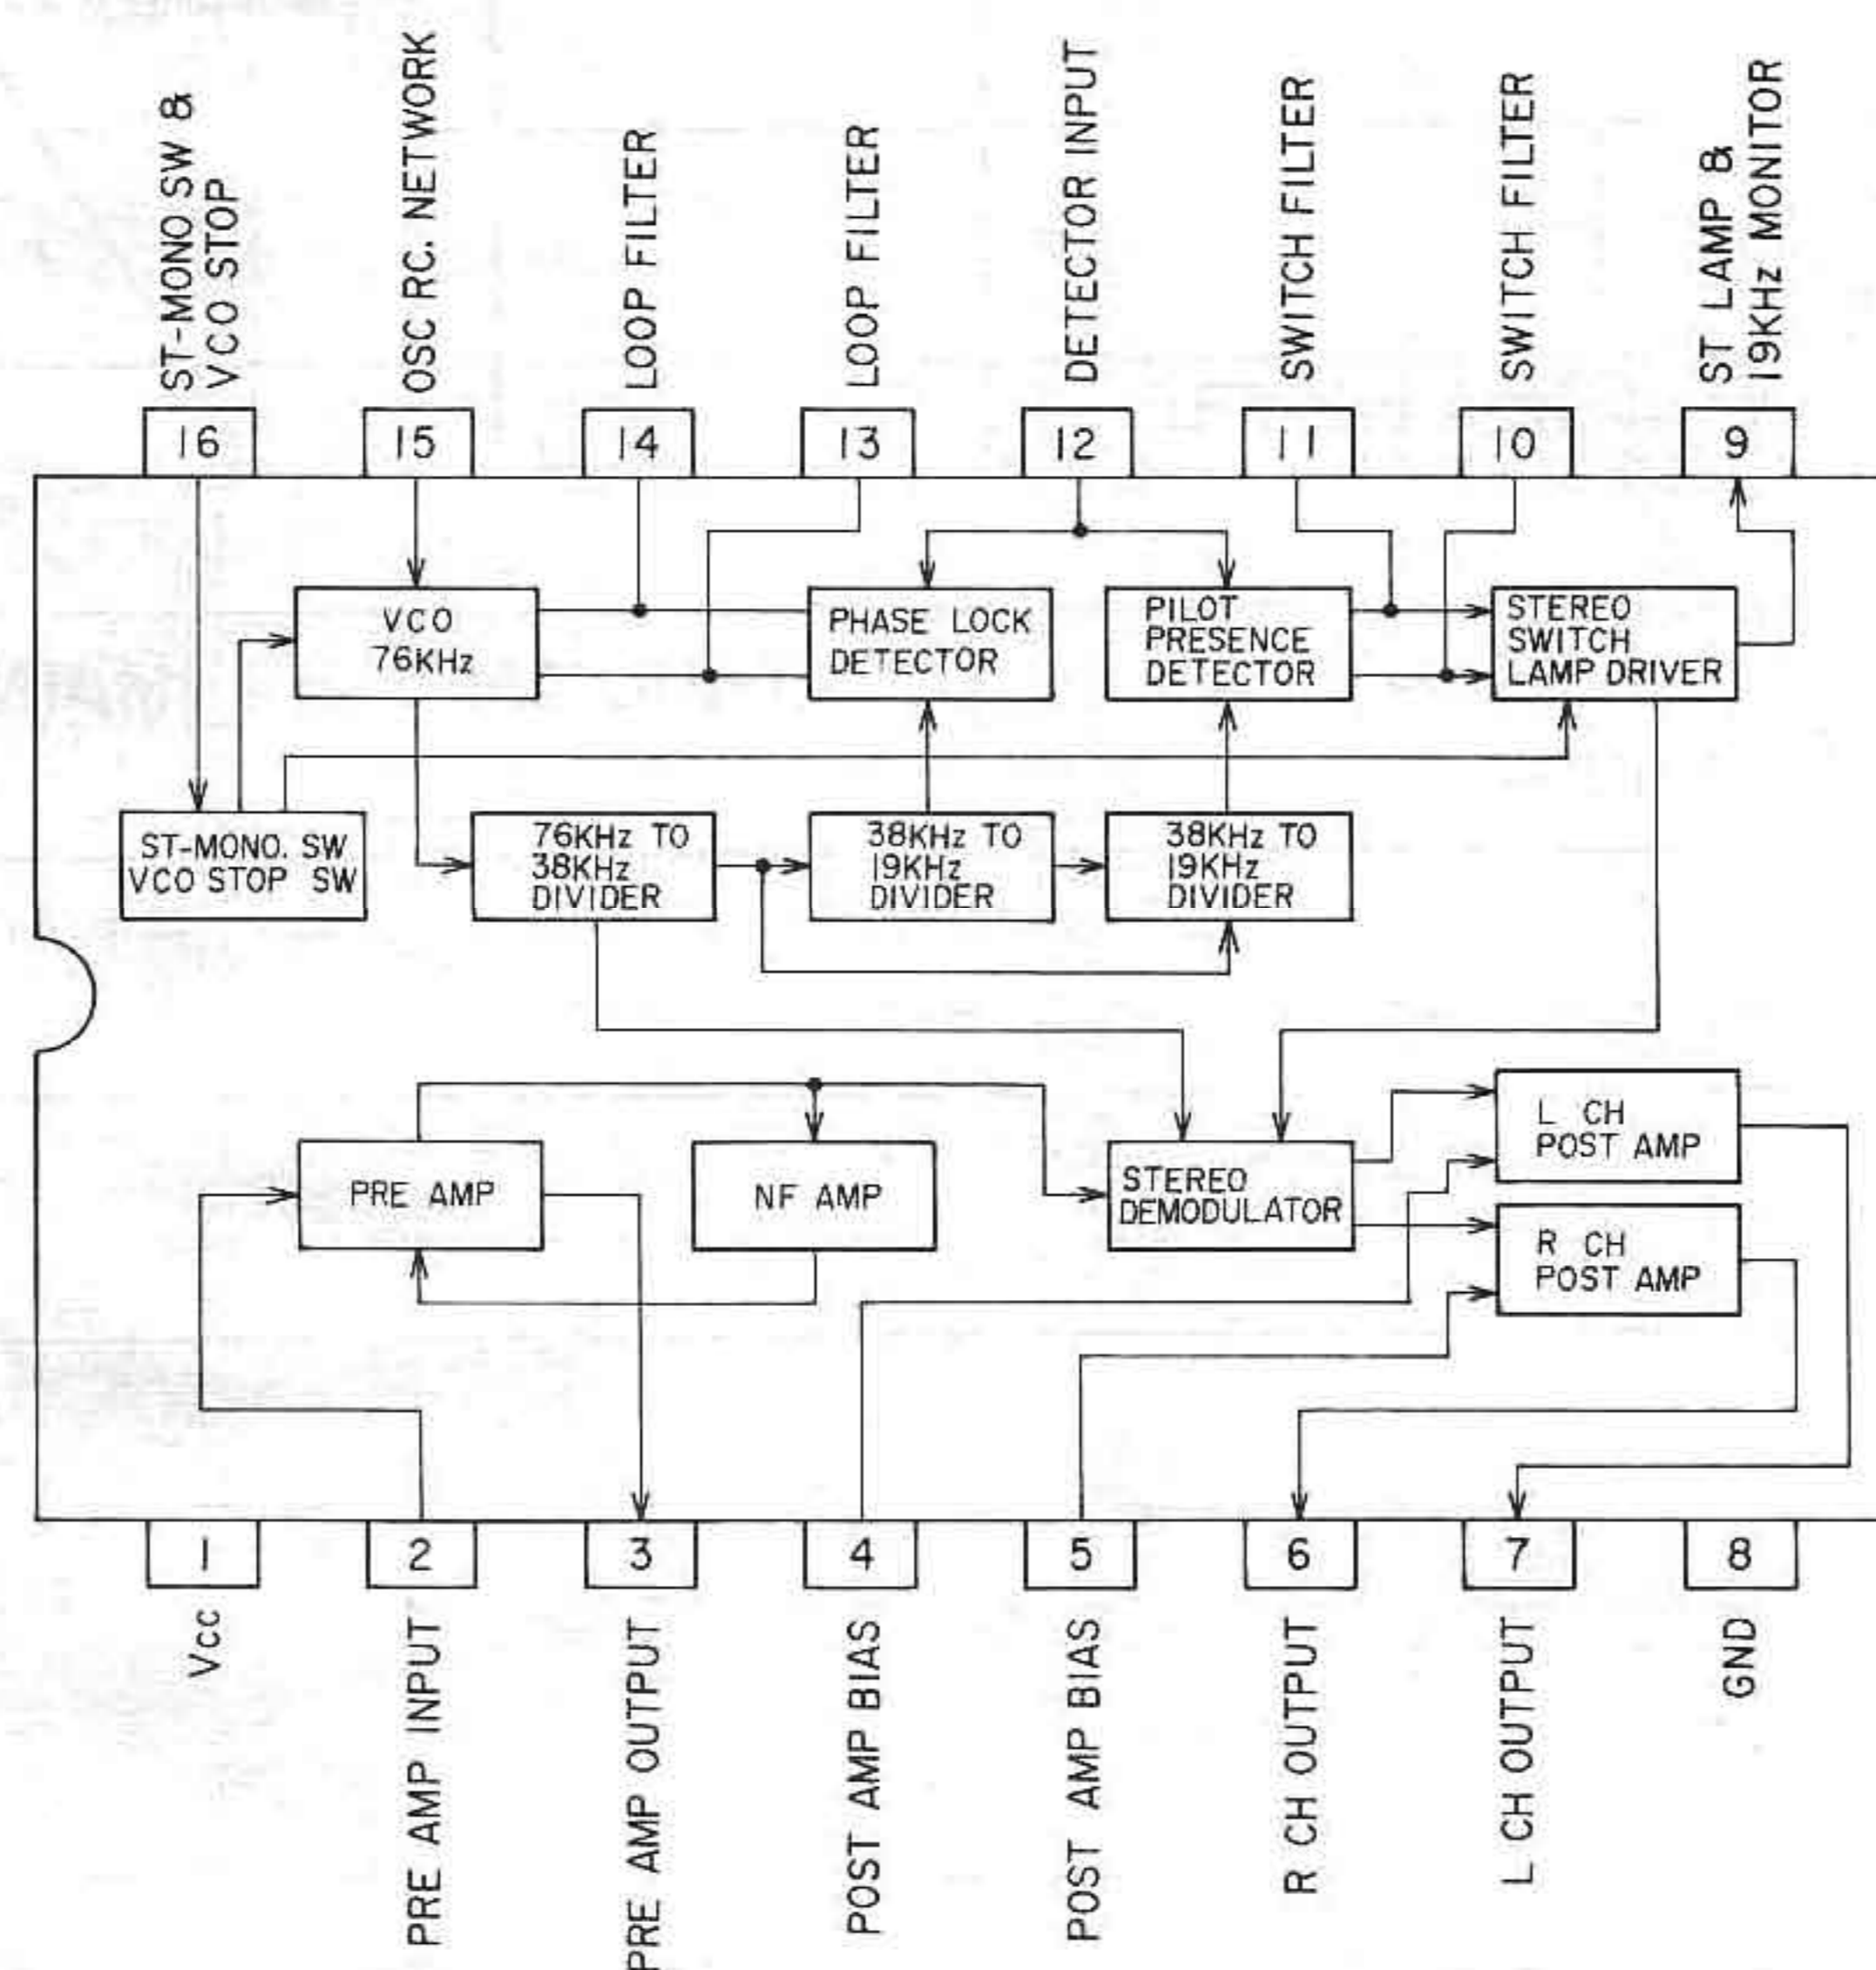 ST-MONO SW &
VCO STOP
OSC RC. NETWORK
LOOP FILTER
LOOP FILTER
DETECTOR INPUT
SWITCH FILTER
SWITCH FILTER
ST LAMP &
19KHz MONITOR
16
15
14
13
12
11
10
9
VCO
76KHz
PHASE LOCK
DETECTOR
PILOT
PRESENCE
DETECTOR
STEREO
SWITCH
LAMP DRIVER
ST-MONO. SW
VCO STOP SW
76KHz TO
38KHz
DIVIDER
38KHz TO
19KHz
DIVIDER
38KHz TO
19KHz
DIVIDER
PRE AMP
NF AMP
STEREO
DEMODULATOR
L CH
POST AMP
R CH
POST AMP
1
2
3
4
5
6
7
8
Vcc
PRE AMP INPUT
PRE AMP OUTPUT
POST AMP BIAS
POST AMP BIAS
R CH OUTPUT
L CH OUTPUT
GND